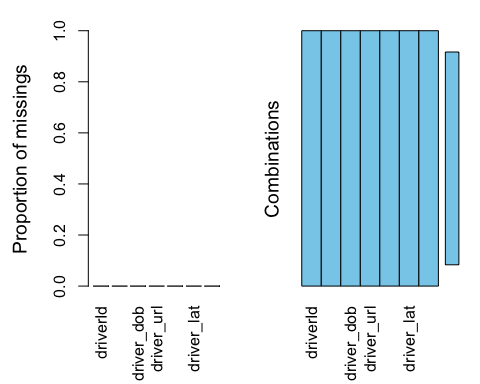 Proportion of missings
1.0
0.8
0.6
0.4
0.2
0.0
driverId
driver_dob
driver_url
driver_lat
Combinations
driverId
driver_dob
driver_url
driver_lat